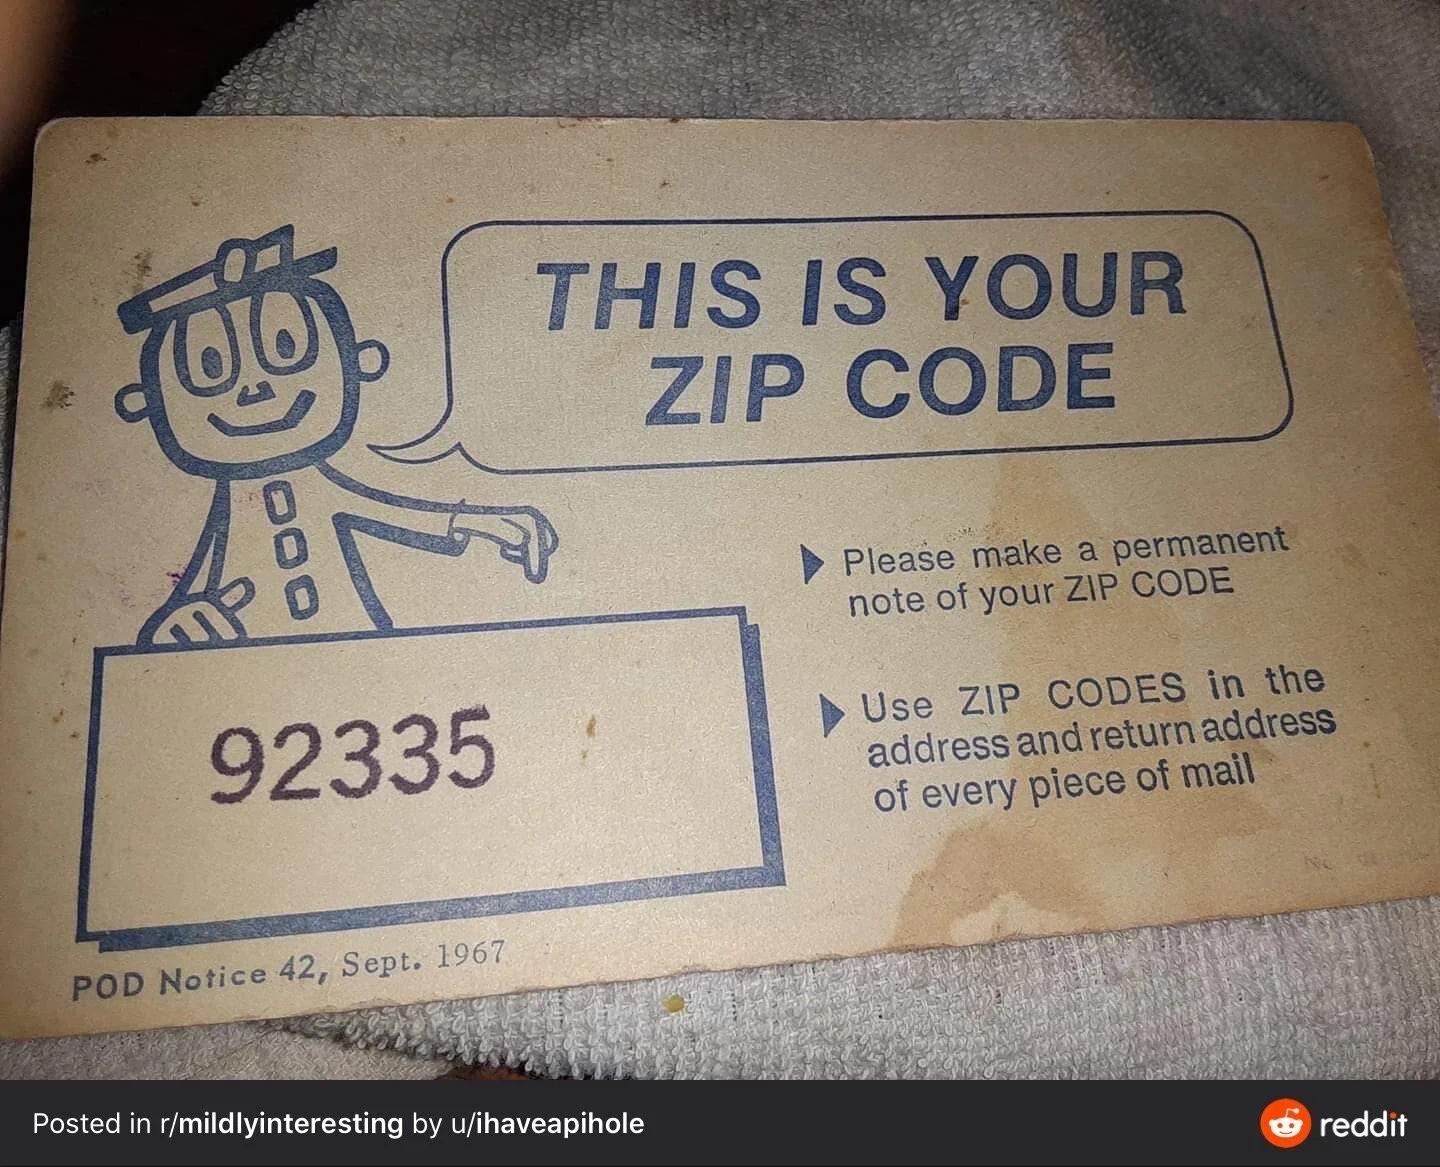 THIS IS YOUR
ZIP CODE
Please make a permanent
note of your ZIP CODE
Use ZIP CODES in the
address and return address
of every piece of mail
92335
POD Notice 42, Sept. 1967
Posted in r/mildlyinteresting by u/ihaveapihole
reddit